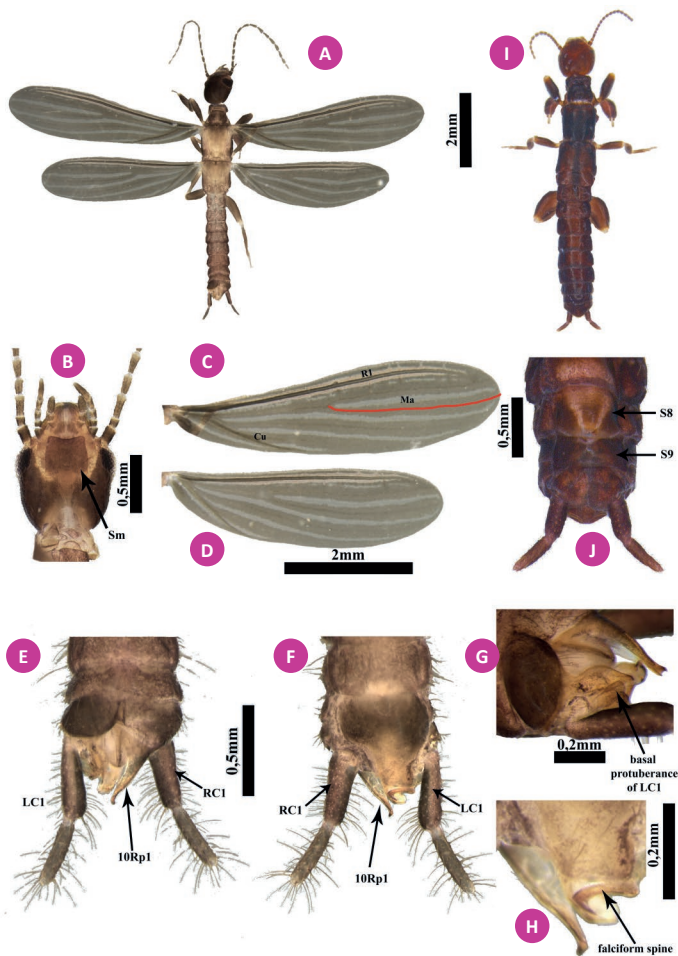 A
I
2mm
B
C
R1
Ma
Cu
0,5mm
Sm
D
2mm
0,5mm
S8
S9
J
E
F
G
0,5mm
LC1
RC1
10Rp1
RC1
LC1
10Rp1
0,2mm
basal
protuberance
of LC1
0,2mm
H
falciform spine